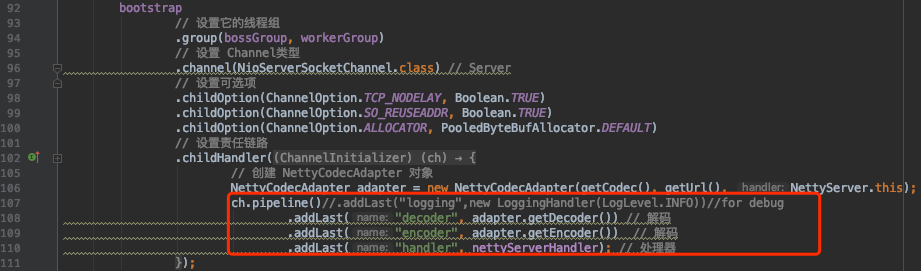 92 bootstrap
93 // 设置它的线程组
94 .group(bossGroup, workerGroup)
95 // 设置 Channel类型
96 .channel(NioServerSocketChannel.class) // Server
97 // 设置可选项
98 .childOption(ChannelOption.TCP_NODELAY, Boolean.TRUE)
99 .childOption(ChannelOption.SO_REUSEADDR, Boolean.TRUE)
100 .childOption(ChannelOption.ALLOCATOR, PooledByteBufAllocator.DEFAULT)
101 // 设置责任链路
102 .childHandler((ChannelInitializer) (ch) → {
105 // 创建 NettyCodecAdapter 对象
106 NettyCodecAdapter adapter = new NettyCodecAdapter(getCodec(), getUrl(), handler: NettyServer.this);
107 ch.pipeline()//.addLast("logging",new LoggingHandler(LogLevel.INFO))//for debug
108 .addLast( name: "decoder", adapter.getDecoder()) // 解码
109 .addLast( name: "encoder", adapter.getEncoder()) // 解码
110 .addLast( name: "handler", nettyServerHandler); // 处理器
111 });